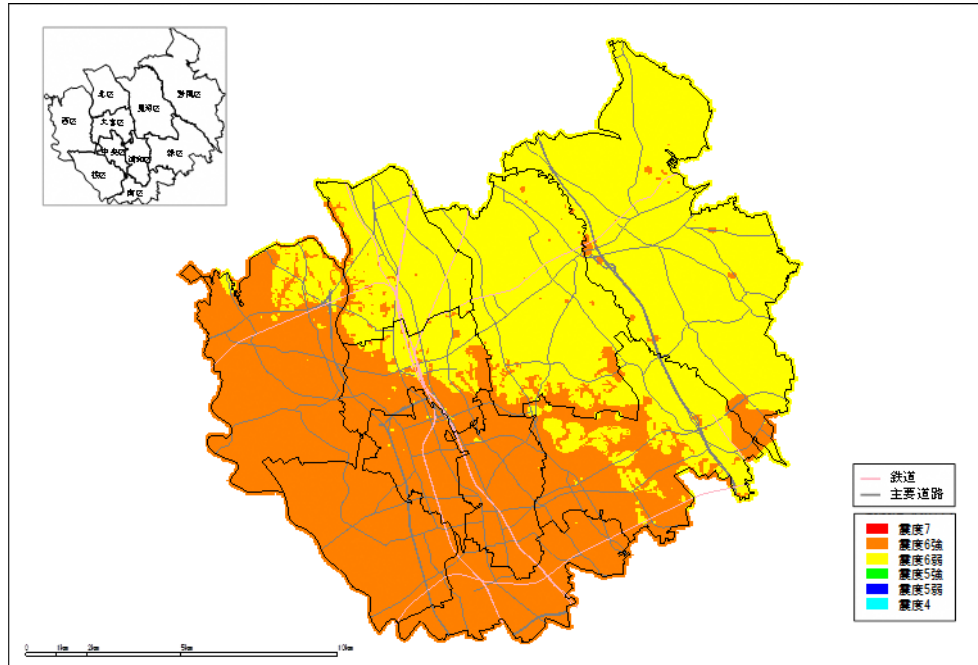 北区
見沼区
岩槻区
西区
大宮区
中央区
浦和区
緑区
桜区
南区
鉄道
主要道路
震度7
震度6強
震度6弱
震度5強
震度5弱
震度4
0 1km 2km 5km 10km